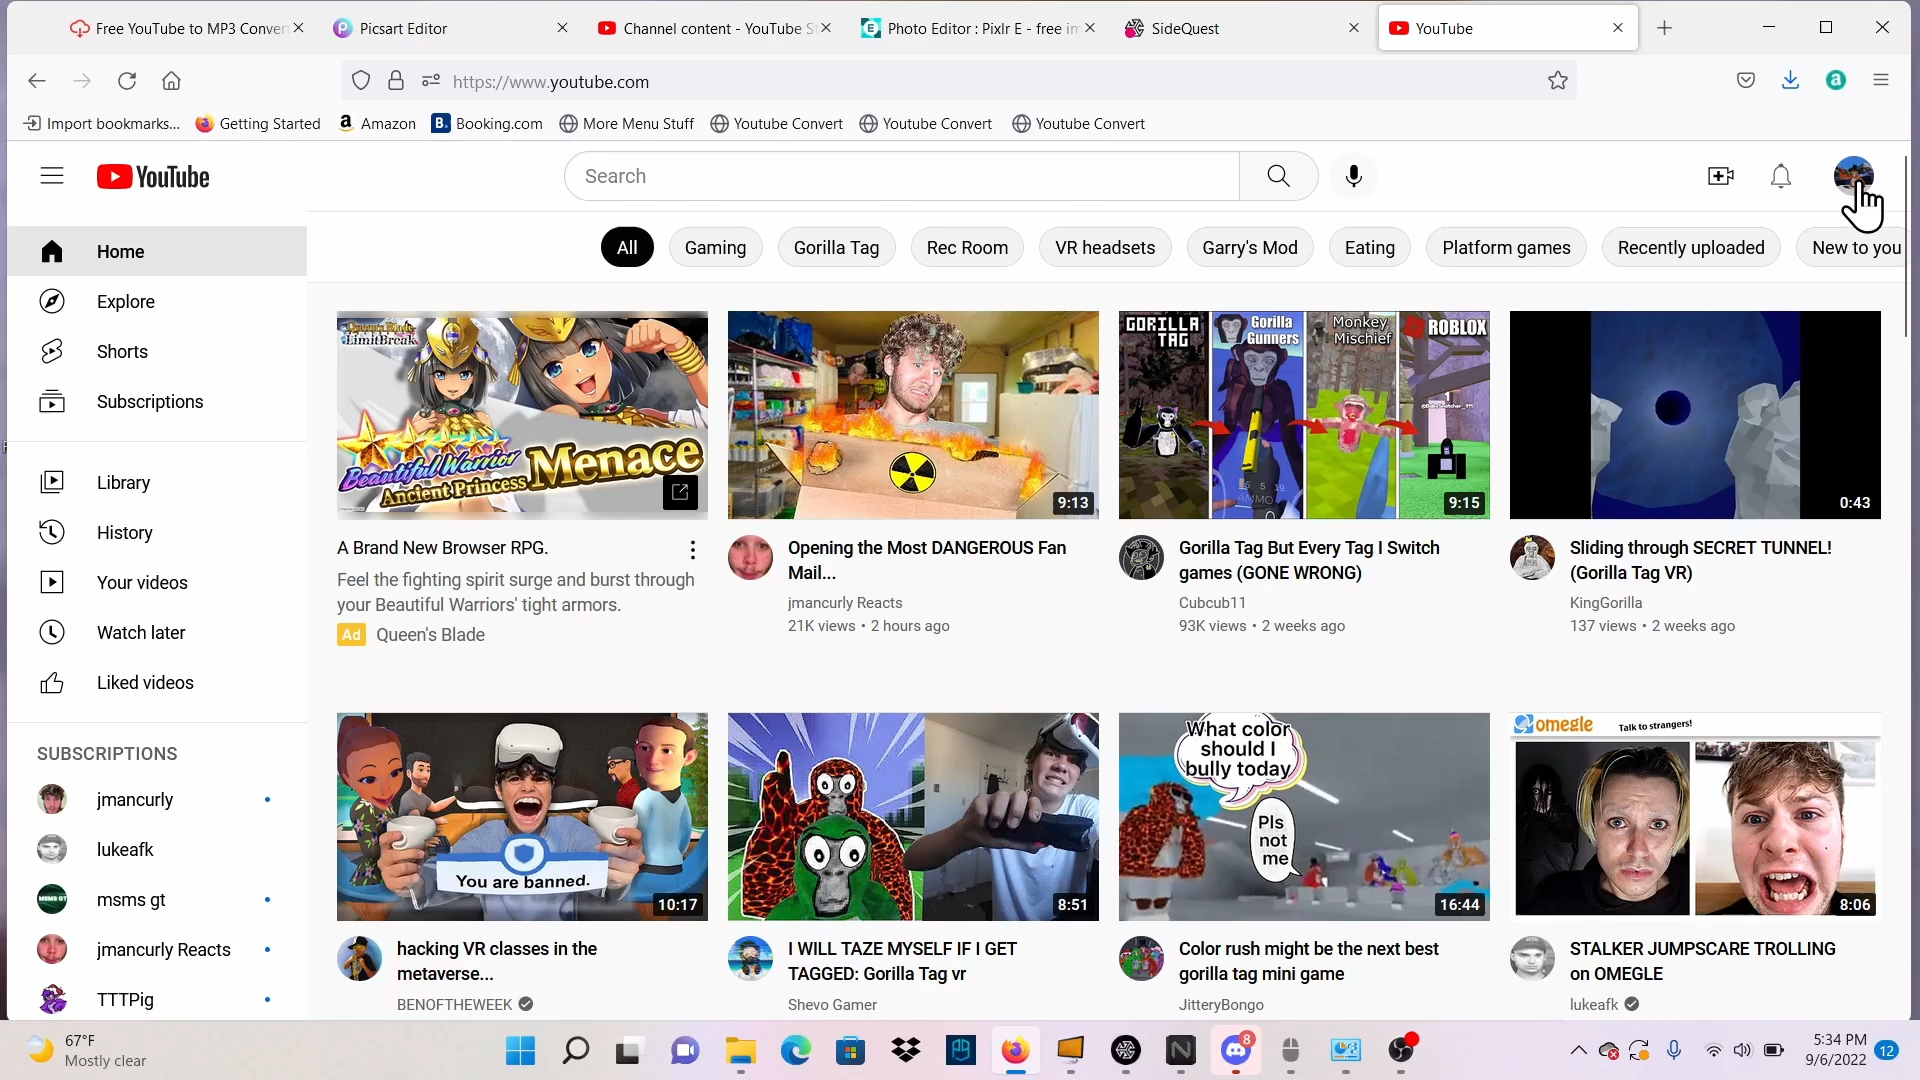 Free YouTube to MP3 Convert
Picsart Editor
Channel content - YouTube St
Photo Editor : Pixlr E - free im
SideQuest
YouTube
https://www.youtube.com
Import bookmarks...
Getting Started
Amazon
Booking.com
More Menu Stuff
Youtube Convert
Youtube Convert
Youtube Convert
YouTube
Search
All
Gaming
Gorilla Tag
Rec Room
VR headsets
Garry's Mod
Eating
Platform games
Recently uploaded
New to you
Home
Explore
Shorts
Subscriptions
Library
History
Your videos
Watch later
Liked videos
SUBSCRIPTIONS
jmancurly
lukeafk
msms gt
jmancurly Reacts
TTTPig
Queen's Blade
LimitBreak
Beautiful Warrior
Ancient Princess
Menace
A Brand New Browser RPG.
Feel the fighting spirit surge and burst through
your Beautiful Warriors' tight armors.
Ad Queen's Blade
9:13
Opening the Most DANGEROUS Fan
Mail...
jmancurly Reacts
21K views • 2 hours ago
GORILLA
TAG
Gorilla
Gunners
Monkey
Mischief
ROBLOX
AMMO
9:15
Gorilla Tag But Every Tag I Switch
games (GONE WRONG)
Cubcub11
93K views • 2 weeks ago
0:43
Sliding through SECRET TUNNEL!
(Gorilla Tag VR)
KingGorilla
137 views • 2 weeks ago
You are banned.
10:17
hacking VR classes in the
metaverse...
BENOFTHEWEEK
8:51
I WILL TAZE MYSELF IF I GET
TAGGED: Gorilla Tag vr
Shevo Gamer
What color
should I
bully today
Pls
not
me
16:44
Color rush might be the next best
gorilla tag mini game
JitteryBongo
omegle
Talk to strangers!
8:06
STALKER JUMPSCARE TROLLING
on OMEGLE
lukeafk
67°F
Mostly clear
8
5:34 PM
9/6/2022
12